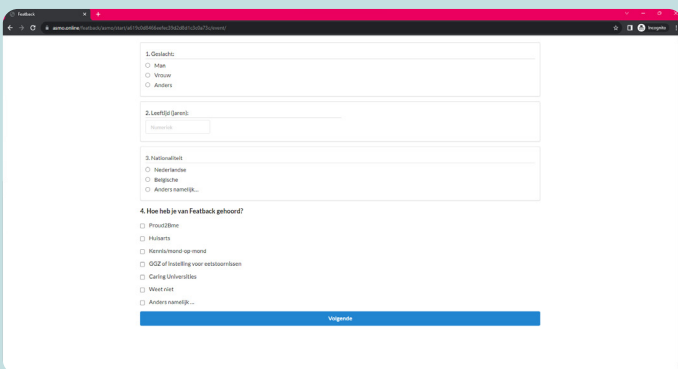 Featback
asmo.online
Incognito
1. Geslacht:
Man
Vrouw
Anders
2. Leeftijd (jaren):
Numeriek
3. Nationaliteit
Nederlandse
Belgische
Anders namelijk...
4. Hoe heb je van Featback gehoord?
Proud2Bme
Huisarts
Kennis/mond-op-mond
GGZ of instelling voor eetstoornissen
Caring Universities
Weet niet
Anders namelijk ...
Volgende